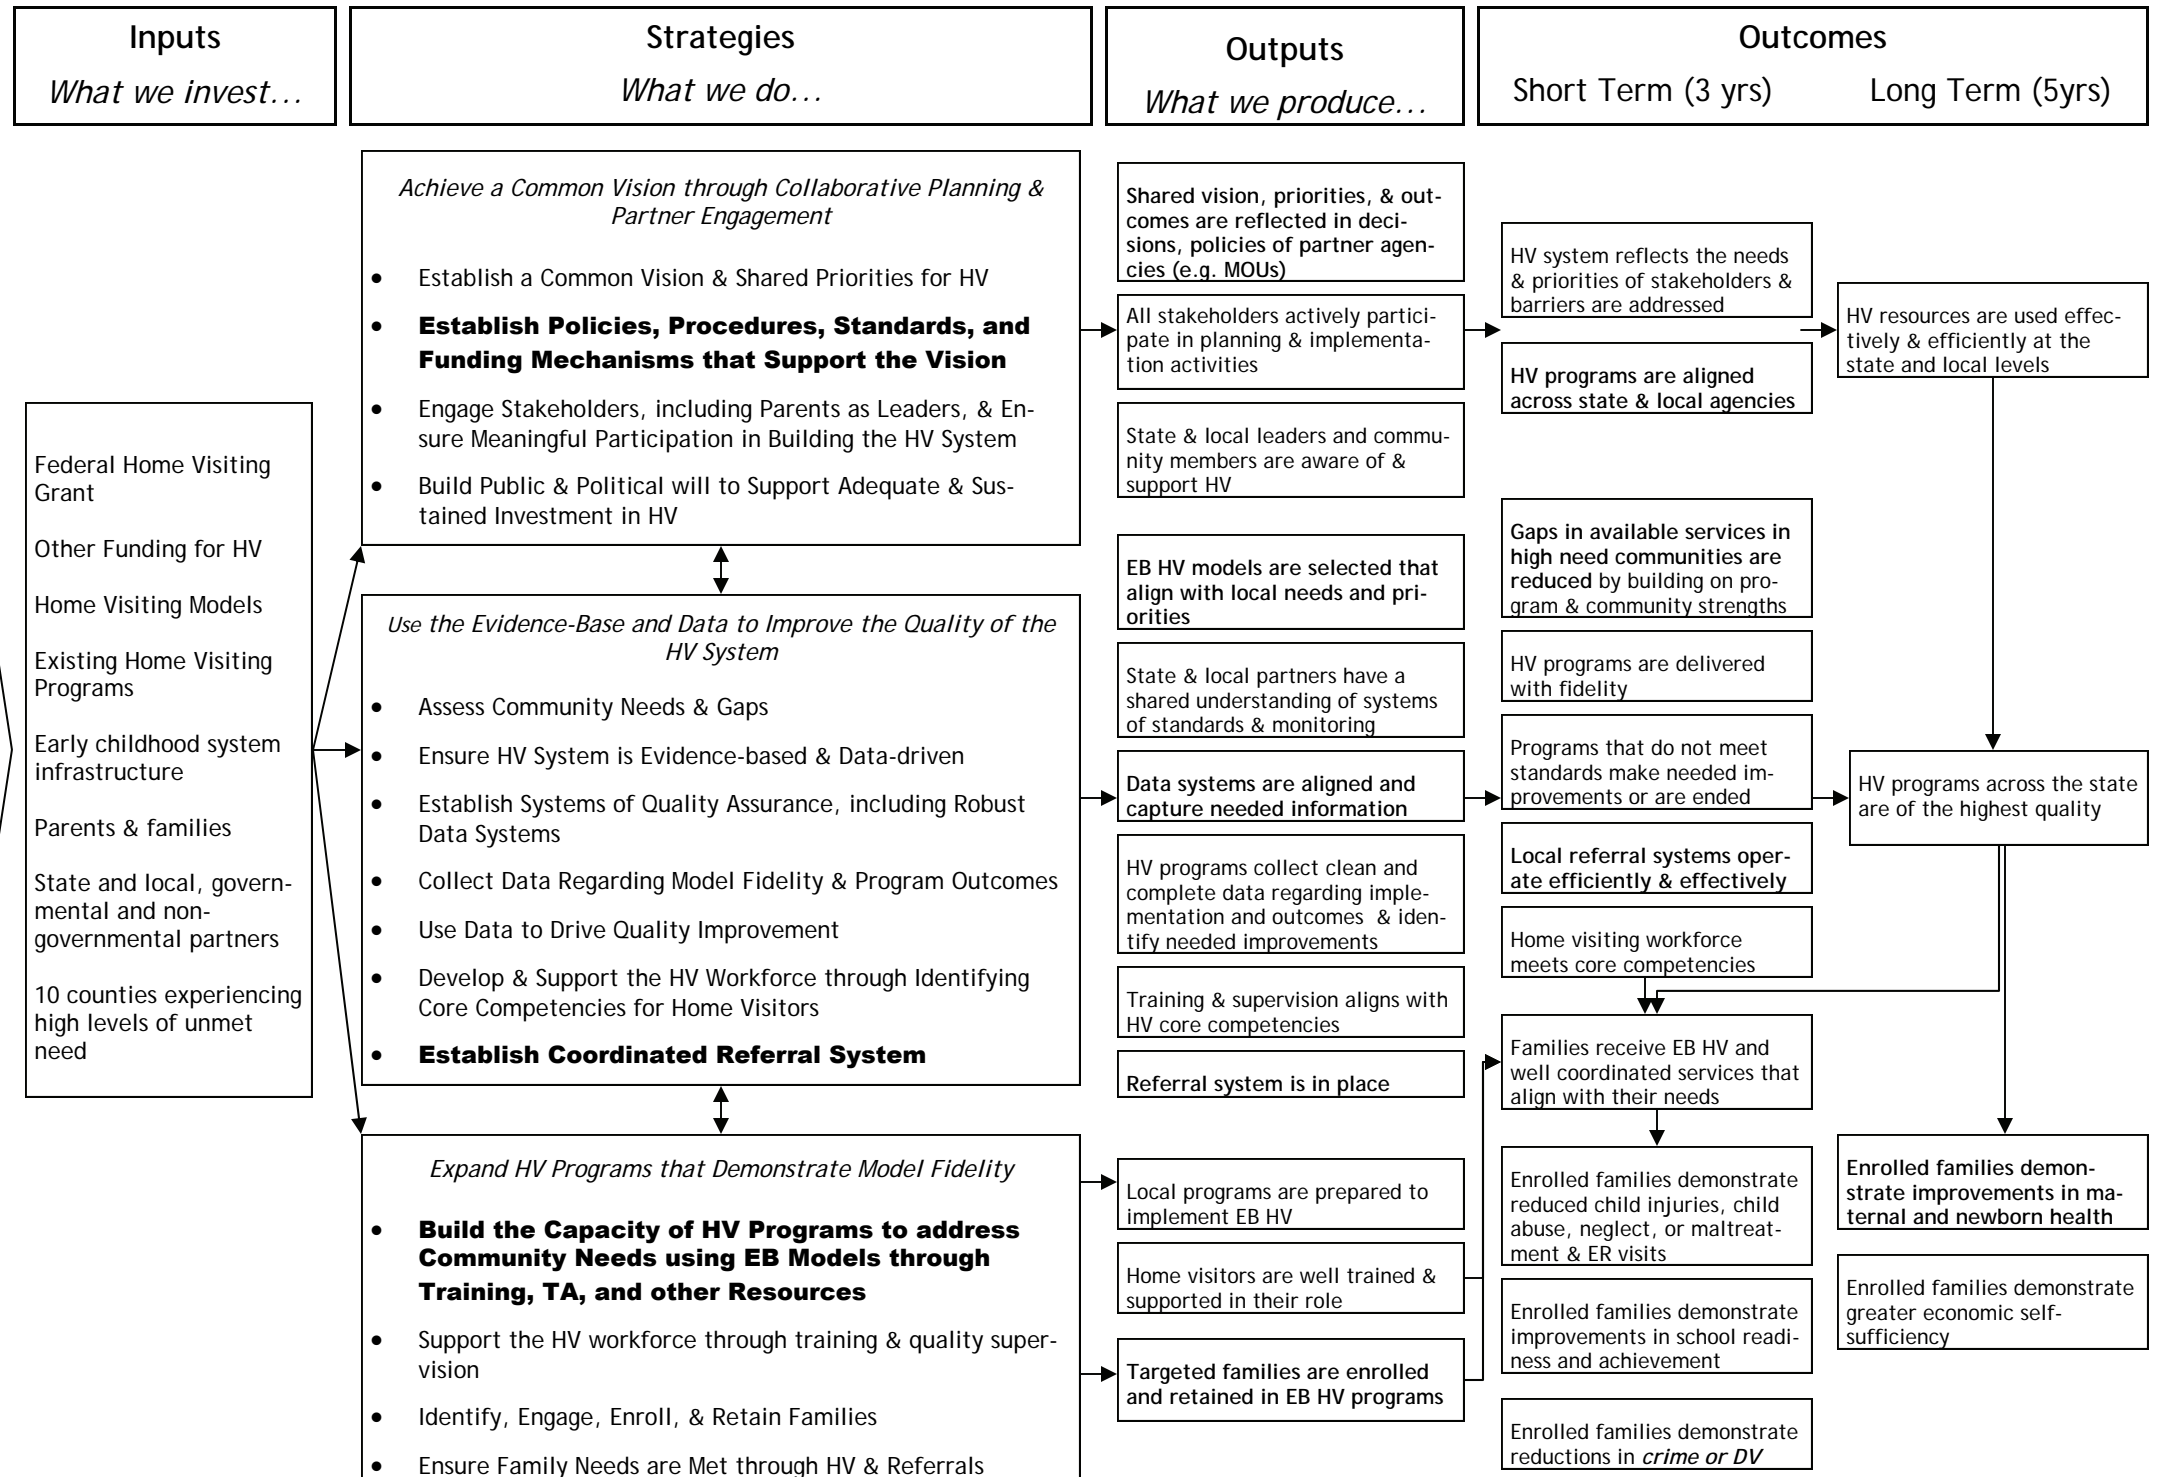 Inputs
What we invest...
Strategies
What we do...
Outputs
What we produce...
Outcomes
Short Term (3 yrs)
Long Term (5yrs)
Federal Home Visiting
Grant
Other Funding for HV
Home Visiting Models
Existing Home Visiting
Programs
Early childhood system
infrastructure
Parents & families
State and local, govern-
mental and non-
governmental partners
10 counties experiencing
high levels of unmet
need
Achieve a Common Vision through Collaborative Planning &
Partner Engagement
• Establish a Common Vision & Shared Priorities for HV
• Establish Policies, Procedures, Standards, and
Funding Mechanisms that Support the Vision
• Engage Stakeholders, including Parents as Leaders, & En-
sure Meaningful Participation in Building the HV System
• Build Public & Political will to Support Adequate & Sus-
tained Investment in HV
Use the Evidence-Base and Data to Improve the Quality of the
HV System
• Assess Community Needs & Gaps
• Ensure HV System is Evidence-based & Data-driven
• Establish Systems of Quality Assurance, including Robust
Data Systems
• Collect Data Regarding Model Fidelity & Program Outcomes
• Use Data to Drive Quality Improvement
• Develop & Support the HV Workforce through Identifying
Core Competencies for Home Visitors
• Establish Coordinated Referral System
Expand HV Programs that Demonstrate Model Fidelity
• Build the Capacity of HV Programs to address
Community Needs using EB Models through
Training, TA, and other Resources
• Support the HV workforce through training & quality super-
vision
• Identify, Engage, Enroll, & Retain Families
• Ensure Family Needs are Met through HV & Referrals
Shared vision, priorities, & out-
comes are reflected in deci-
sions, policies of partner agen-
cies (e.g. MOUs)
All stakeholders actively partici-
pate in planning & implementa-
tion activities
State & local leaders and commu-
nity members are aware of &
support HV
EB HV models are selected that
align with local needs and pri-
orities
State & local partners have a
shared understanding of systems
of standards & monitoring
Data systems are aligned and
capture needed information
HV programs collect clean and
complete data regarding imple-
mentation and outcomes & iden-
tify needed improvements
Training & supervision aligns with
HV core competencies
Referral system is in place
Local programs are prepared to
implement EB HV
Home visitors are well trained &
supported in their role
Targeted families are enrolled
and retained in EB HV programs
HV system reflects the needs
& priorities of stakeholders &
barriers are addressed
HV programs are aligned
across state & local agencies
Gaps in available services in
high need communities are
reduced by building on pro-
gram & community strengths
HV programs are delivered
with fidelity
Programs that do not meet
standards make needed im-
provements or are ended
Local referral systems oper-
ate efficiently & effectively
Home visiting workforce
meets core competencies
Families receive EB HV and
well coordinated services that
align with their needs
Enrolled families demonstrate
reduced child injuries, child
abuse, neglect, or maltreat-
ment & ER visits
Enrolled families demonstrate
improvements in school readi-
ness and achievement
Enrolled families demonstrate
reductions in crime or DV
HV resources are used effec-
tively & efficiently at the
state and local levels
HV programs across the state
are of the highest quality
Enrolled families demon-
strate improvements in ma-
ternal and newborn health
Enrolled families demonstrate
greater economic self-
sufficiency